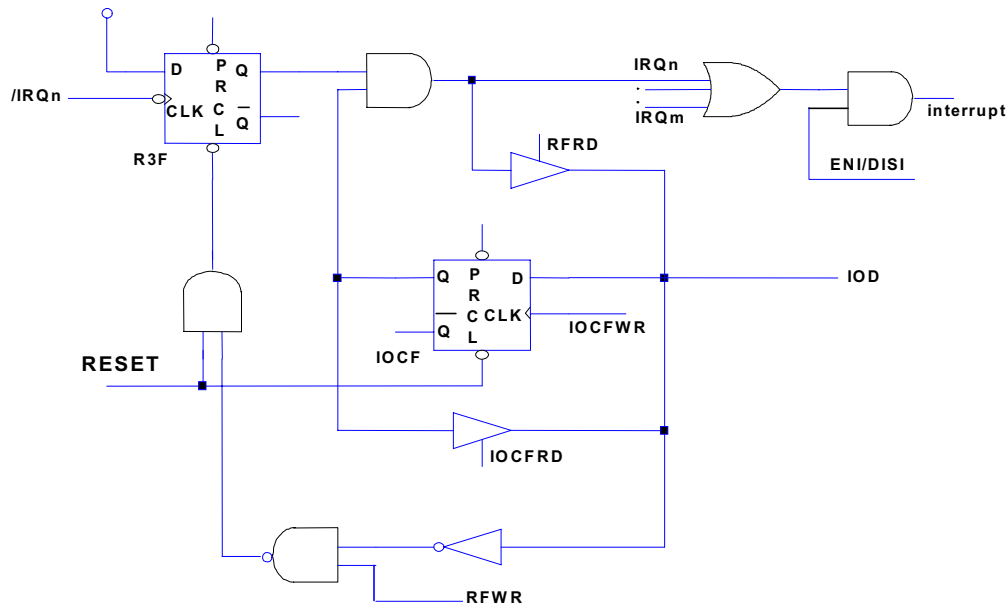 D
P
R
C
L
Q
Q
CLK
/IRQn
R3F
IRQn
:
IRQm
interrupt
ENI/DISI
RFRD
Q
P
R
C
L
D
CLK
Q
IOD
IOCFWR
IOCF
RESET
IOCFRD
RFWR